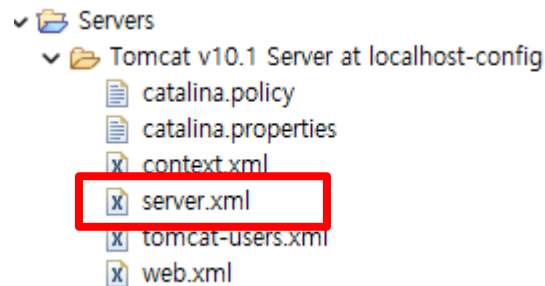 Servers
Tomcat v10.1 Server at localhost-config
catalina.policy
catalina.properties
context.xml
server.xml
tomcat-users.xml
web.xml